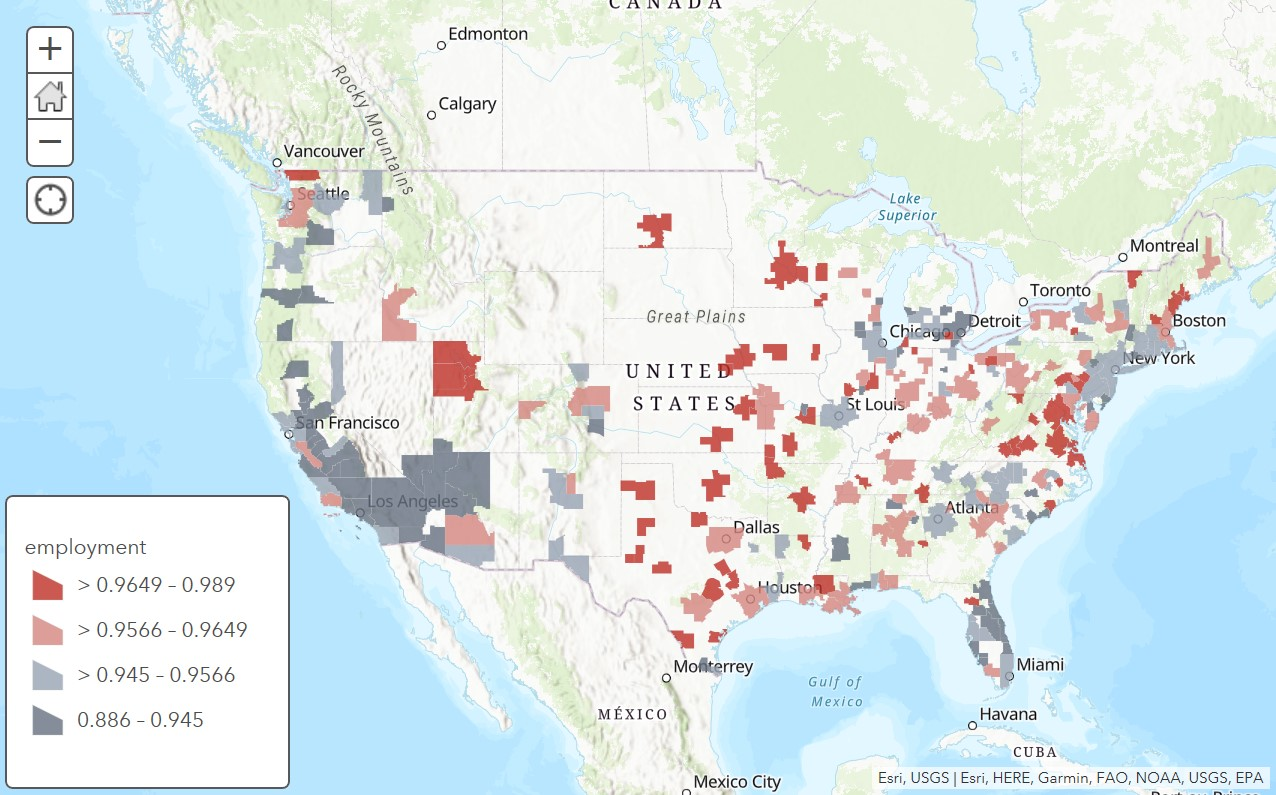 CANADA
+
Edmonton
Rocky Mountains
Calgary
−
Vancouver
Seattle
Lake
Superior
Montreal
Toronto
Great Plains
Chicago
Detroit
Boston
New York
UNITED
STATES
St Louis
San Francisco
Los Angeles
Atlanta
Dallas
Houston
employment
> 0.9649 - 0.989
> 0.9566 - 0.9649
> 0.945 - 0.9566
0.886 - 0.945
Monterrey
Miami
Gulf of
Mexico
MÉXICO
Havana
CUBA
Mexico City
Esri, USGS | Esri, HERE, Garmin, FAO, NOAA, USGS, EPA